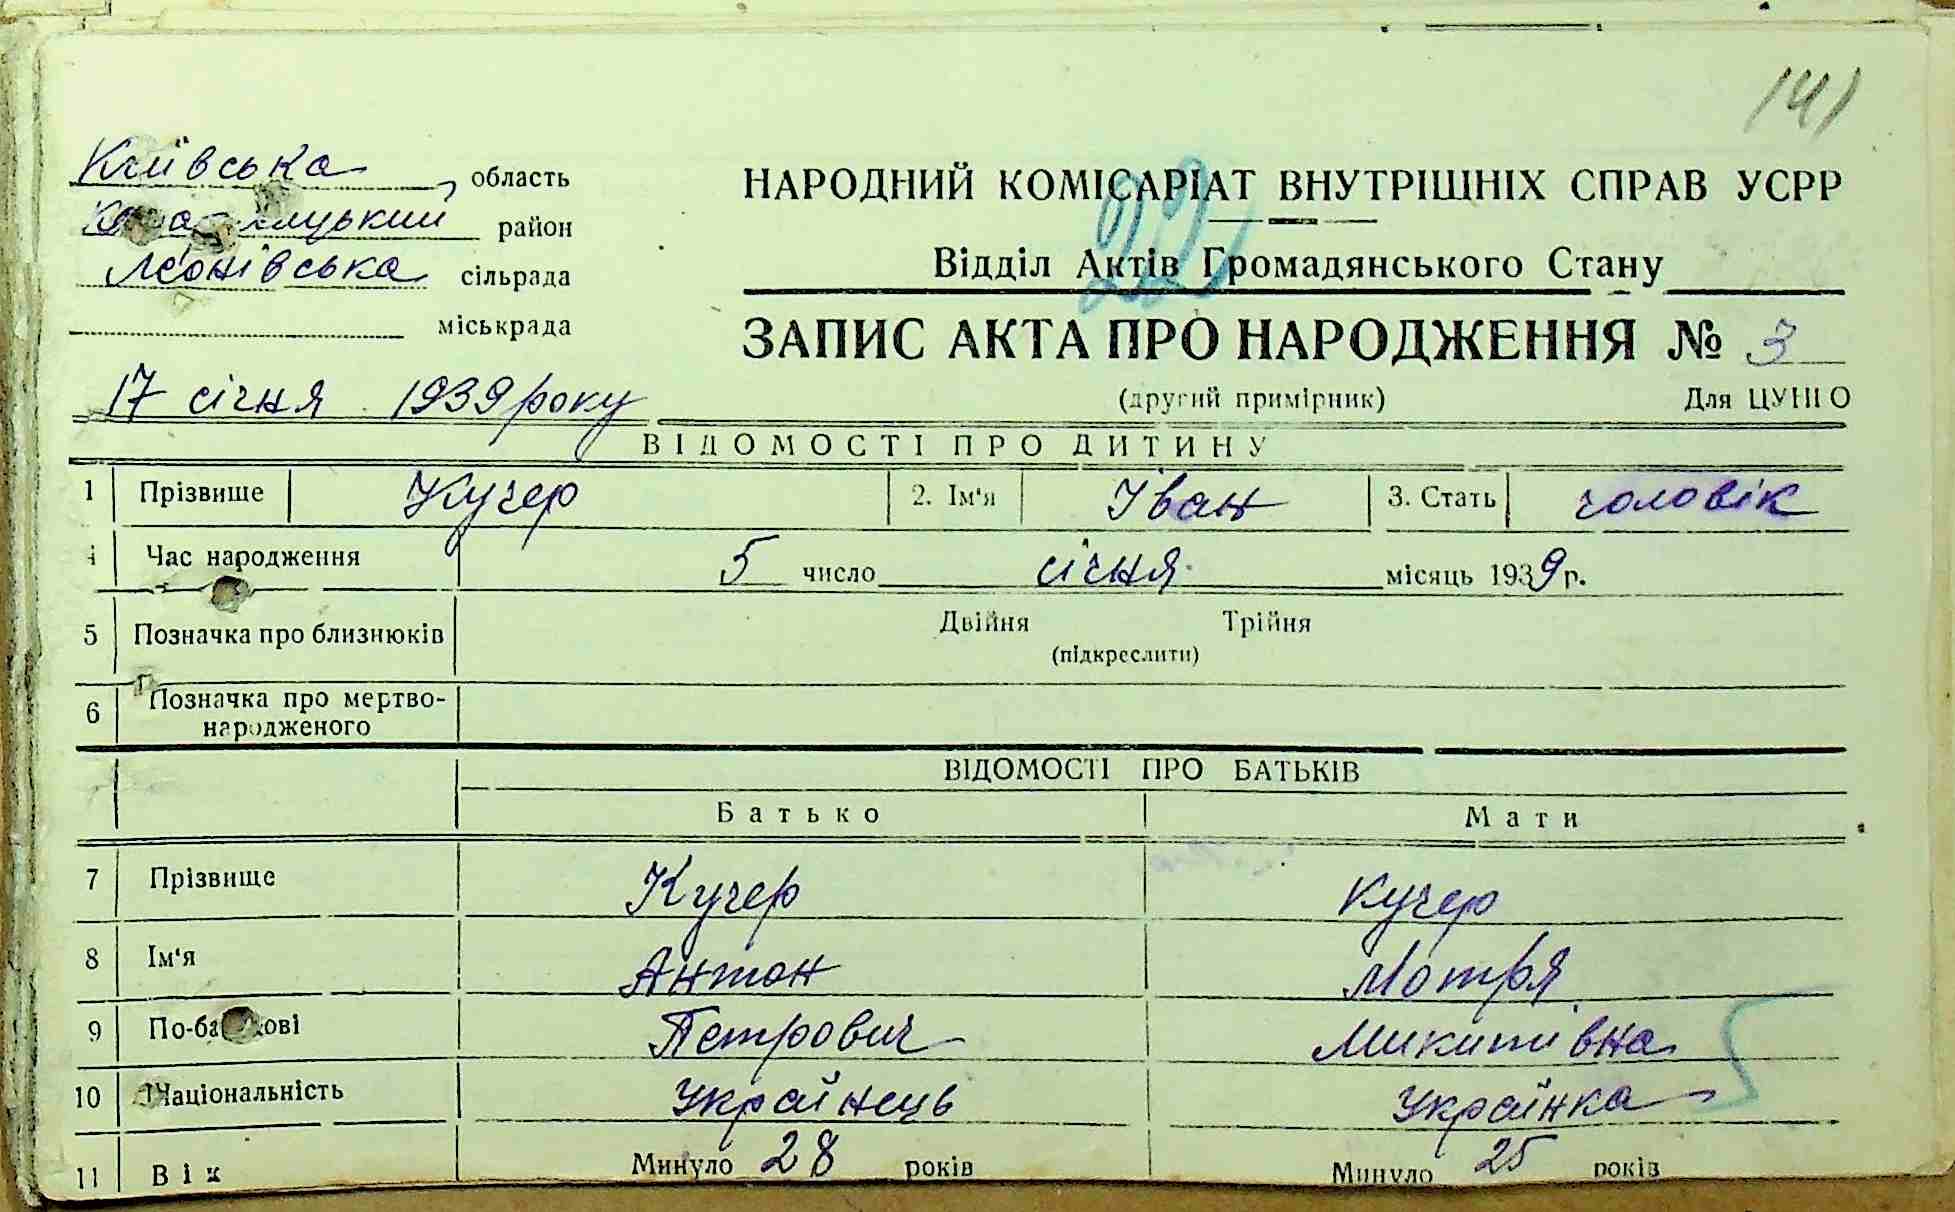 141
Київська область
район
Леонівська сільрада
міськрада
22
НАРОДНИЙ КОМІСАРІАТ ВНУТРІШНІХ СПРАВ УСРР
Відділ Актів Громадянського Стану
ЗАПИС АКТА ПРО НАРОДЖЕННЯ № 3
17 січня 1939 року
(другий примірник) Для ЦУНГО
ВІДОМОСТІ ПРО ДИТИНУ
1 Прізвище Кучер 2. Ім'я Іван 3. Стать чоловік
4 Час народження 5 число січня місяць 1939 р.
5 Позначка про близнюків Двійня Трійня
(підкреслити)
6 Позначка про мертво-
народженого
ВІДОМОСТІ ПРО БАТЬКІВ
Батько Мати
7 Прізвище Кучер Кучер
8 Ім'я Антон Мотря
9 По-батькові Петрович Микитівна
10 Національність Українець Українка
11 Вік Минуло 28 років Минуло 25 років